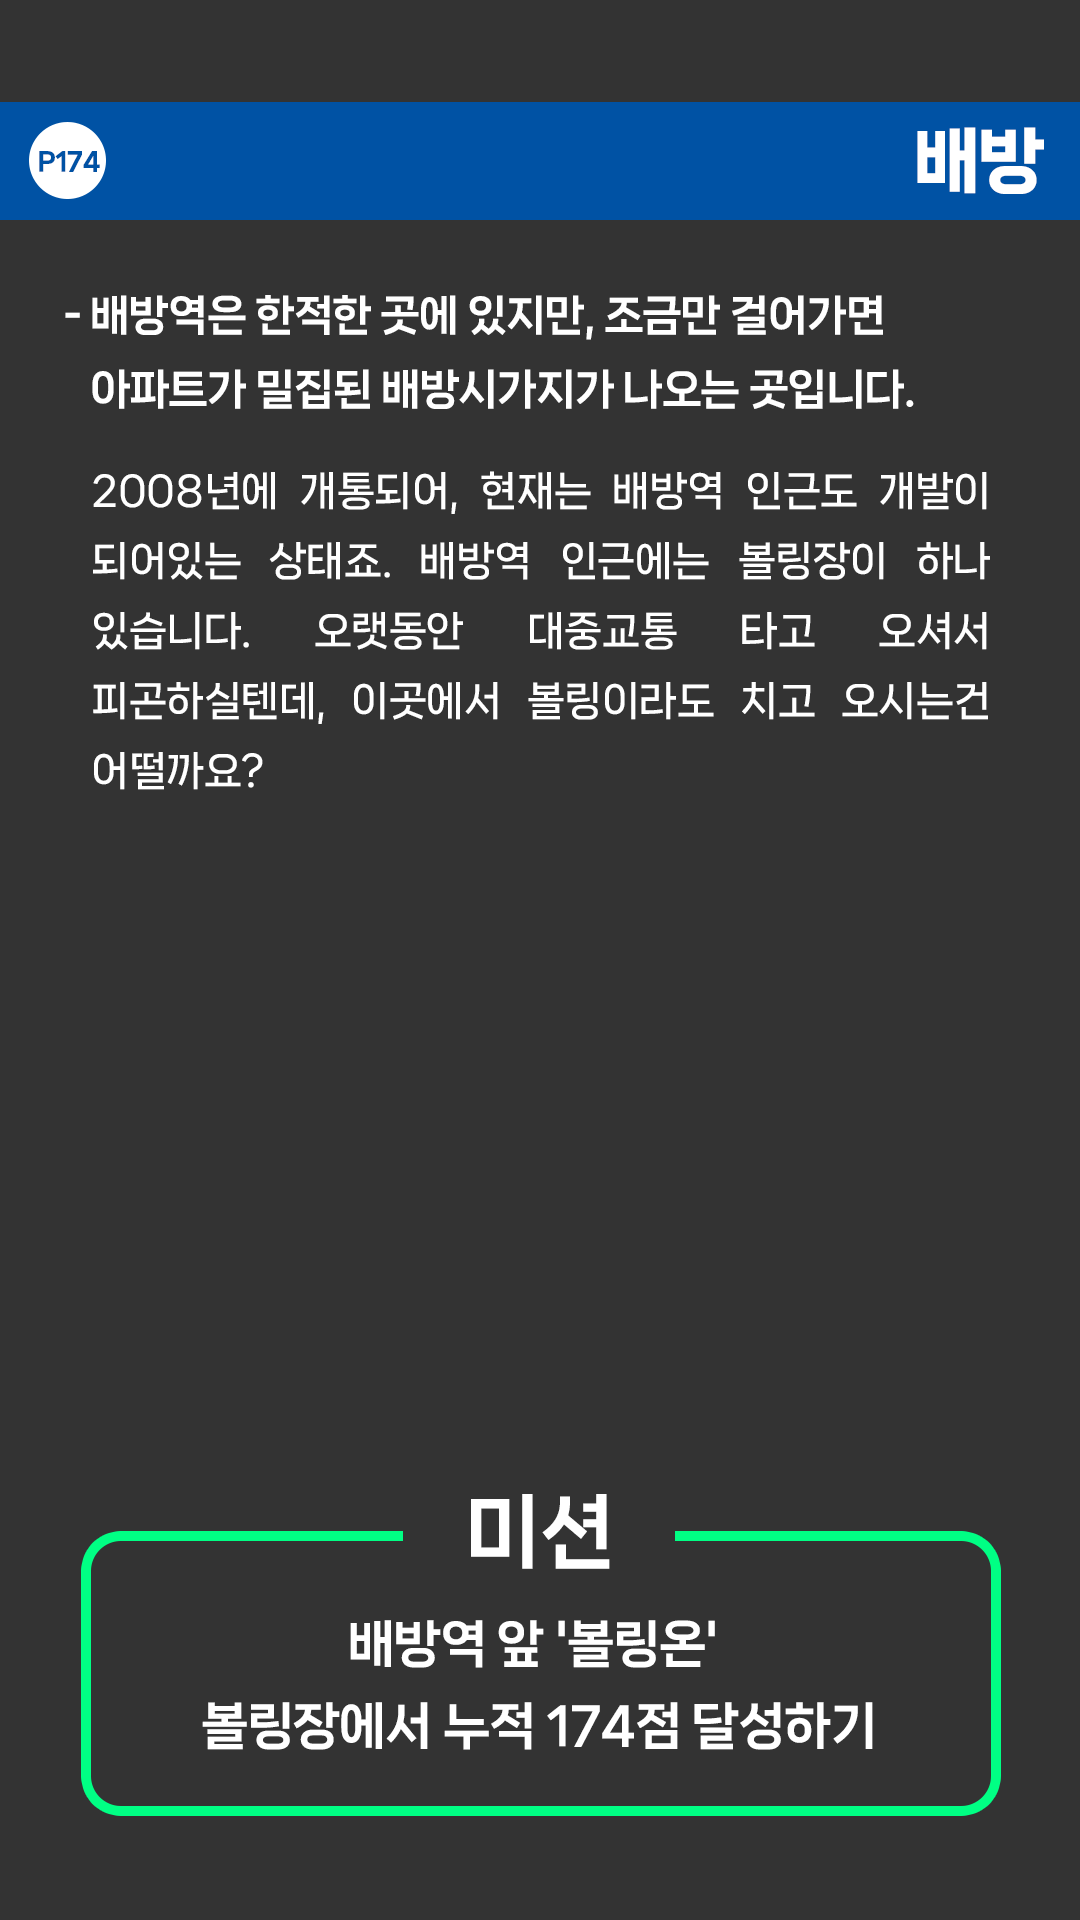 P174
배방
- 배방역은 한적한 곳에 있지만, 조금만 걸어가면
아파트가 밀집된 배방시가지가 나오는 곳입니다.
2008년에 개통되어, 현재는 배방역 인근도 개발이
되어있는 상태죠. 배방역 인근에는 볼링장이 하나
있습니다. 오랫동안 대중교통 타고 오셔서
피곤하실텐데, 이곳에서 볼링이라도 치고 오시는건
어떨까요?
미션
배방역 앞 '볼링온'
볼링장에서 누적 174점 달성하기